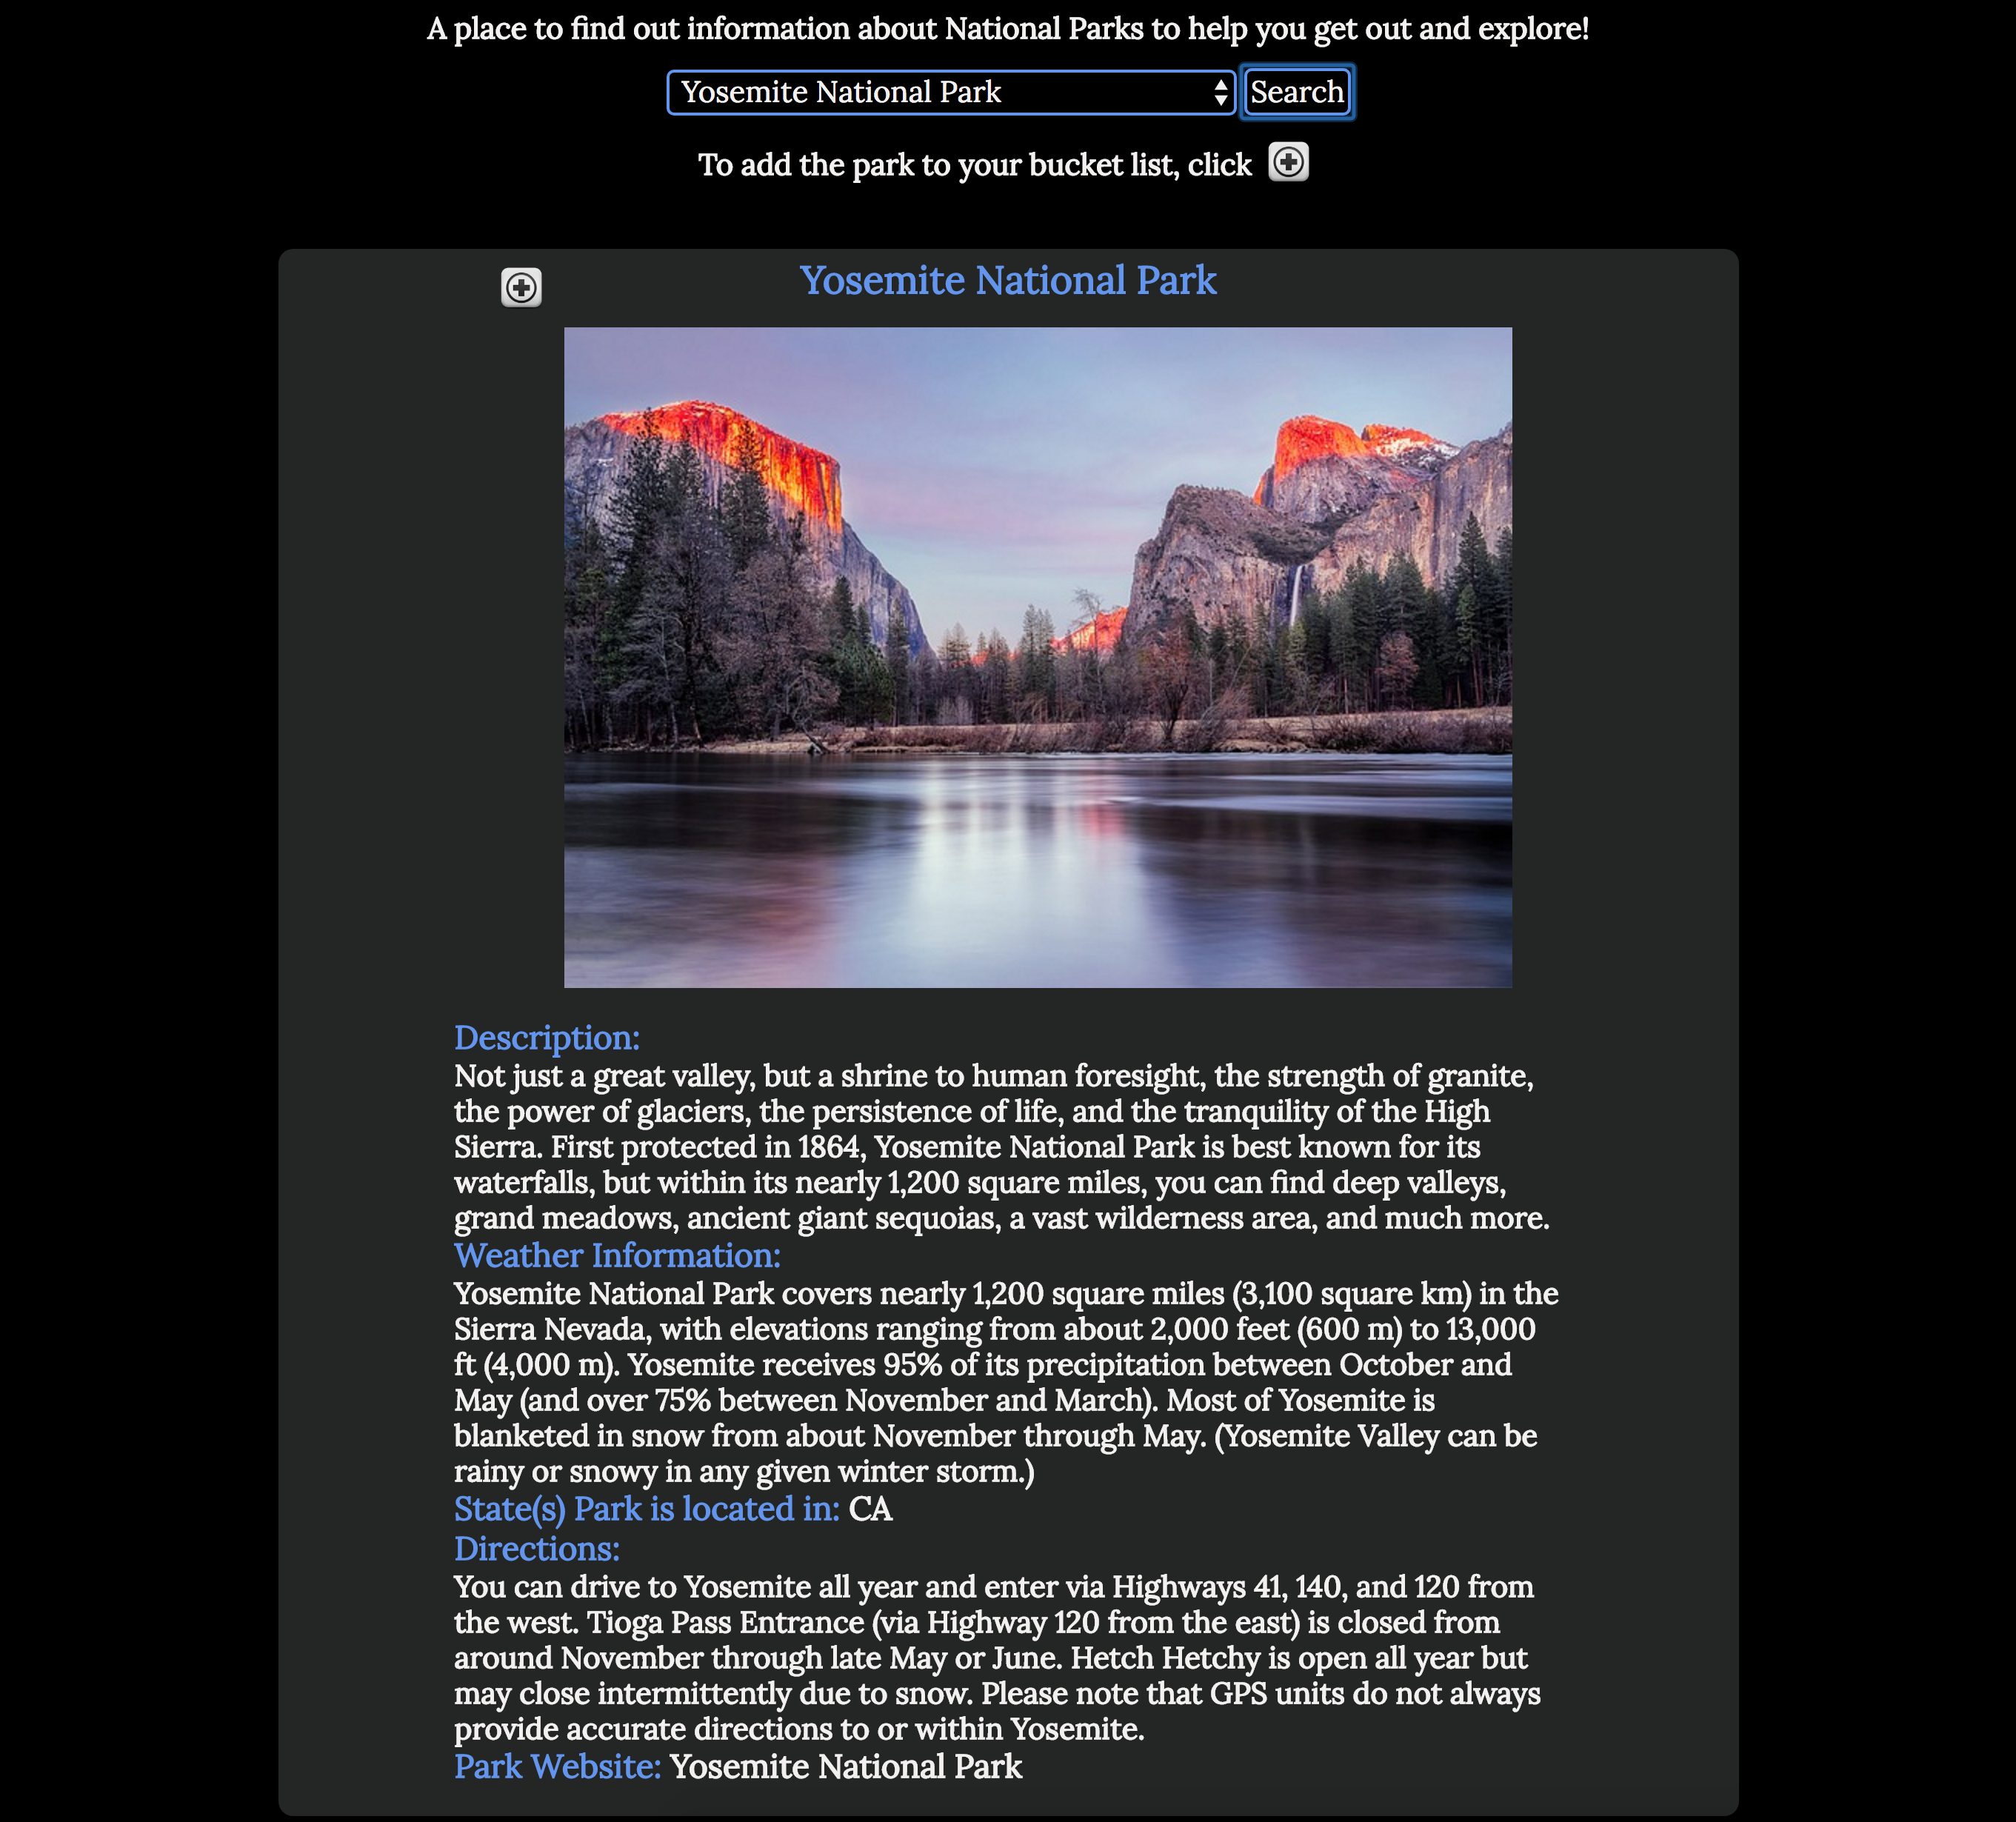 A place to find out information about National Parks to help you get out and explore!
Yosemite National Park
Search
To add the park to your bucket list, click
Yosemite National Park
Description:
Not just a great valley, but a shrine to human foresight, the strength of granite,
the power of glaciers, the persistence of life, and the tranquility of the High
Sierra. First protected in 1864, Yosemite National Park is best known for its
waterfalls, but within its nearly 1,200 square miles, you can find deep valleys,
grand meadows, ancient giant sequoias, a vast wilderness area, and much more.
Weather Information:
Yosemite National Park covers nearly 1,200 square miles (3,100 square km) in the
Sierra Nevada, with elevations ranging from about 2,000 feet (600 m) to 13,000
ft (4,000 m). Yosemite receives 95% of its precipitation between October and
May (and over 75% between November and March). Most of Yosemite is
blanketed in snow from about November through May. (Yosemite Valley can be
rainy or snowy in any given winter storm.)
State(s) Park is located in: CA
Directions:
You can drive to Yosemite all year and enter via Highways 41, 140, and 120 from
the west. Tioga Pass Entrance (via Highway 120 from the east) is closed from
around November through late May or June. Hetch Hetchy is open all year but
may close intermittently due to snow. Please note that GPS units do not always
provide accurate directions to or within Yosemite.
Park Website: Yosemite National Park